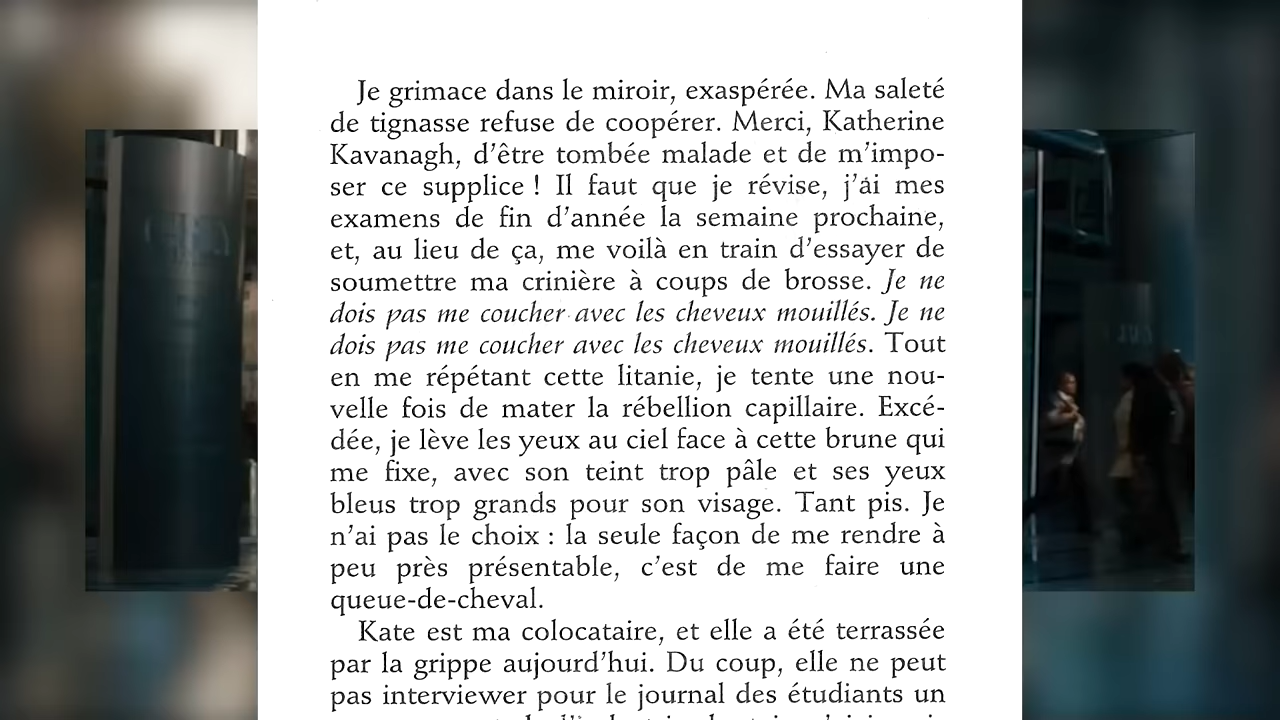 Je grimace dans le miroir, exaspérée. Ma saleté
de tignasse refuse de coopérer. Merci, Katherine
Kavanagh, d'être tombée malade et de m'impo-
ser ce supplice ! Il faut que je révise, j'ai mes
examens de fin d'année la semaine prochaine,
et, au lieu de ça, me voilà en train d'essayer de
soumettre ma crinière à coups de brosse. Je ne
dois pas me coucher avec les cheveux mouillés. Je ne
dois pas me coucher avec les cheveux mouillés. Tout
en me répétant cette litanie, je tente une nou-
velle fois de mater la rébellion capillaire. Excé-
dée, je lève les yeux au ciel face à cette brune qui
me fixe, avec son teint trop pâle et ses yeux
bleus trop grands pour son visage. Tant pis. Je
n'ai pas le choix : la seule façon de me rendre à
peu près présentable, c'est de me faire une
queue-de-cheval.
Kate est ma colocataire, et elle a été terrassée
par la grippe aujourd'hui. Du coup, elle ne peut
pas interviewer pour le journal des étudiants un